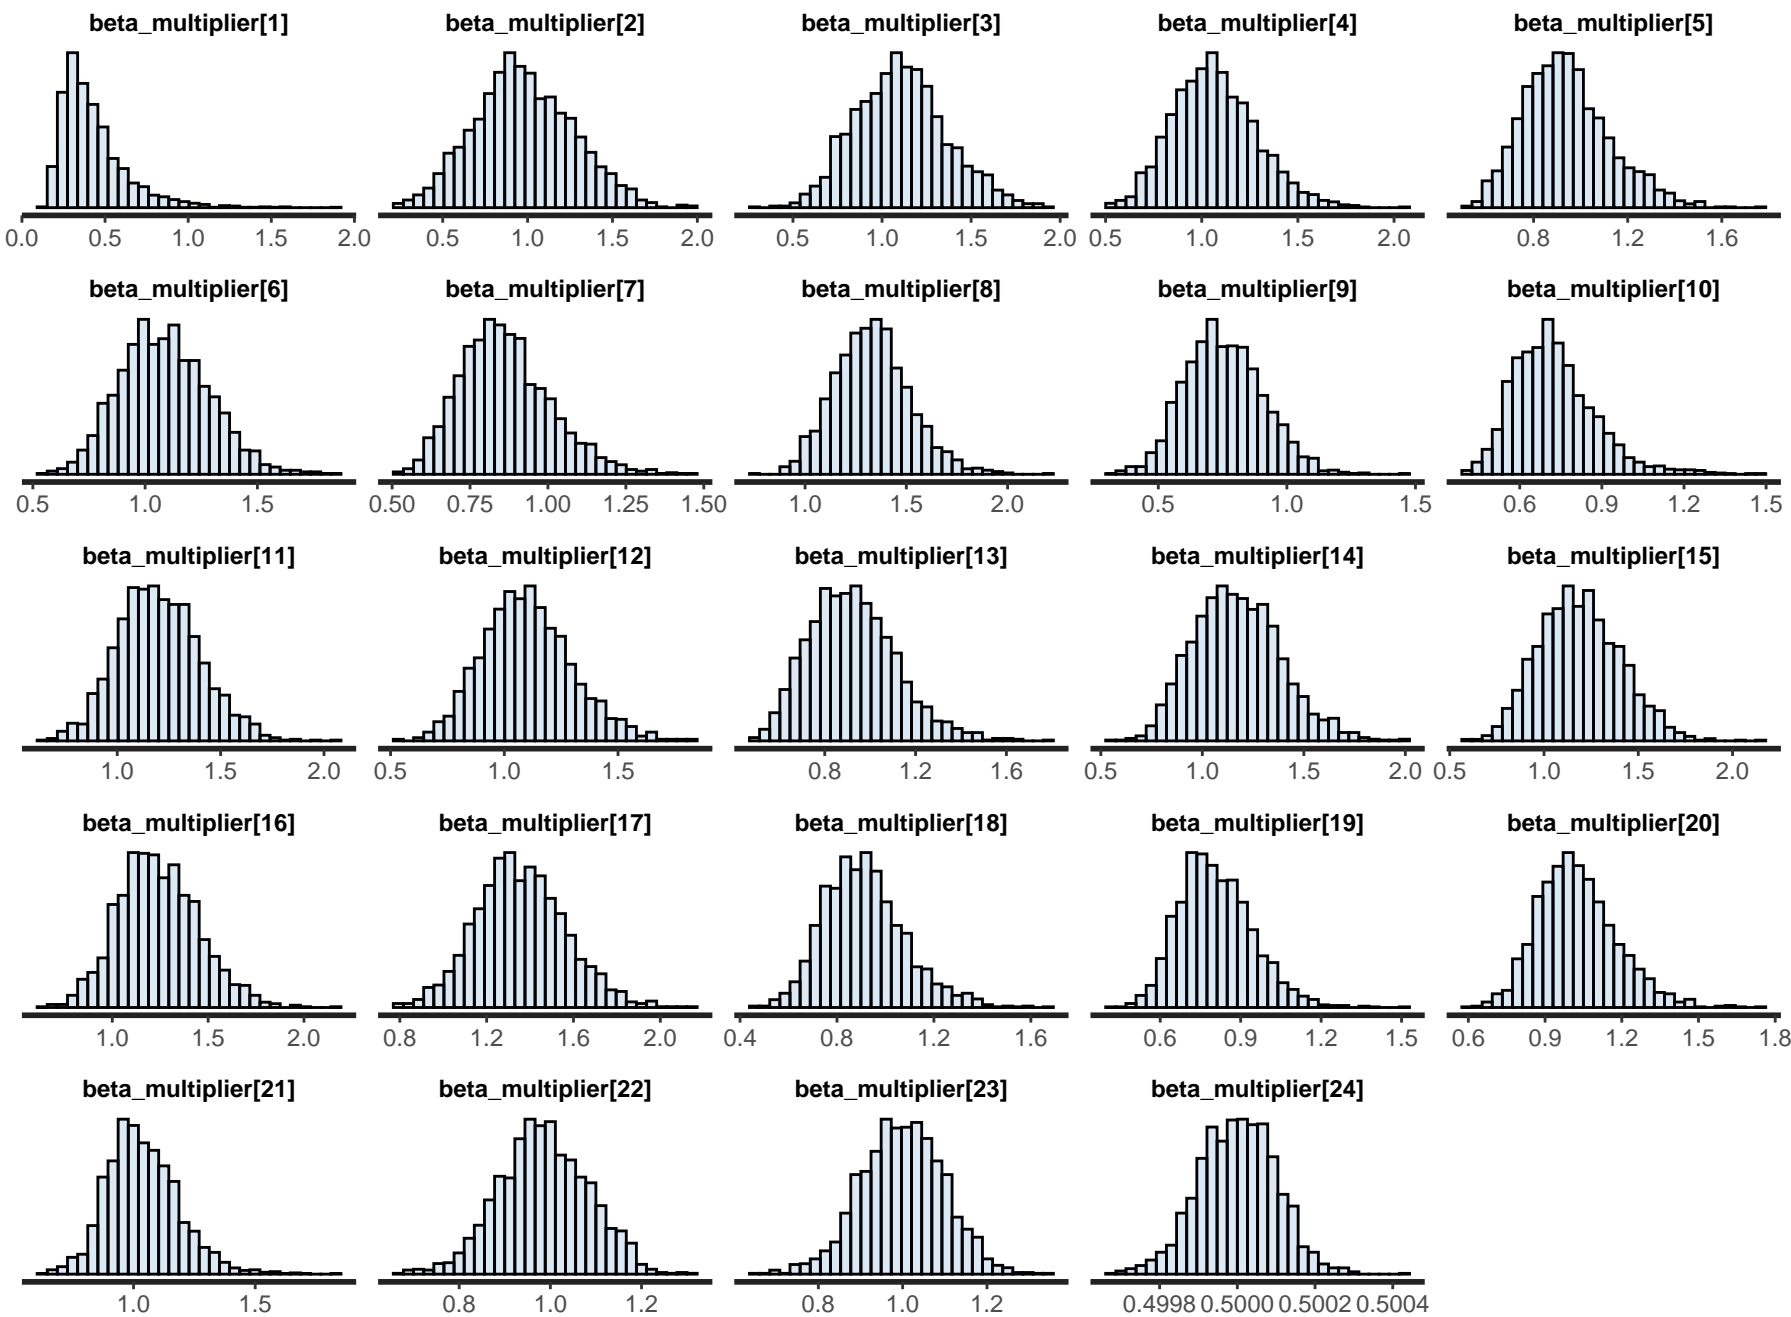 beta_multiplier[1] beta_multiplier[2] beta_multiplier[3] beta_multiplier[4] beta_multiplier[5]
0.0 0.5 1.0 1.5 2.0 0.5 1.0 1.5 2.0 0.5 1.0 1.5 2.0 0.5 1.0 1.5 2.0 0.8 1.2 1.6
beta_multiplier[6] beta_multiplier[7] beta_multiplier[8] beta_multiplier[9] beta_multiplier[10]
0.5 1.0 1.5 0.50 0.75 1.00 1.25 1.50 1.0 1.5 2.0 0.5 1.0 1.5 0.6 0.9 1.2 1.5
beta_multiplier[11] beta_multiplier[12] beta_multiplier[13] beta_multiplier[14] beta_multiplier[15]
1.0 1.5 2.0 0.5 1.0 1.5 0.8 1.2 1.6 0.5 1.0 1.5 2.0 0.5 1.0 1.5 2.0
beta_multiplier[16] beta_multiplier[17] beta_multiplier[18] beta_multiplier[19] beta_multiplier[20]
1.0 1.5 2.0 0.8 1.2 1.6 2.0 0.4 0.8 1.2 1.6 0.6 0.9 1.2 1.5 0.6 0.9 1.2 1.5 1.8
beta_multiplier[21] beta_multiplier[22] beta_multiplier[23] beta_multiplier[24]
1.0 1.5 0.8 1.0 1.2 0.8 1.0 1.2 0.4998 0.5000 0.5002 0.5004